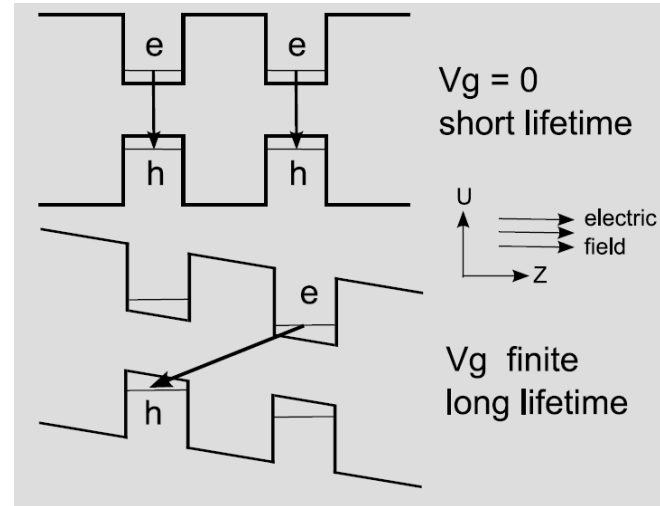 e e
Vg = 0
short lifetime
h h
U
electric
field
Z
e
Vg finite
long lifetime
h